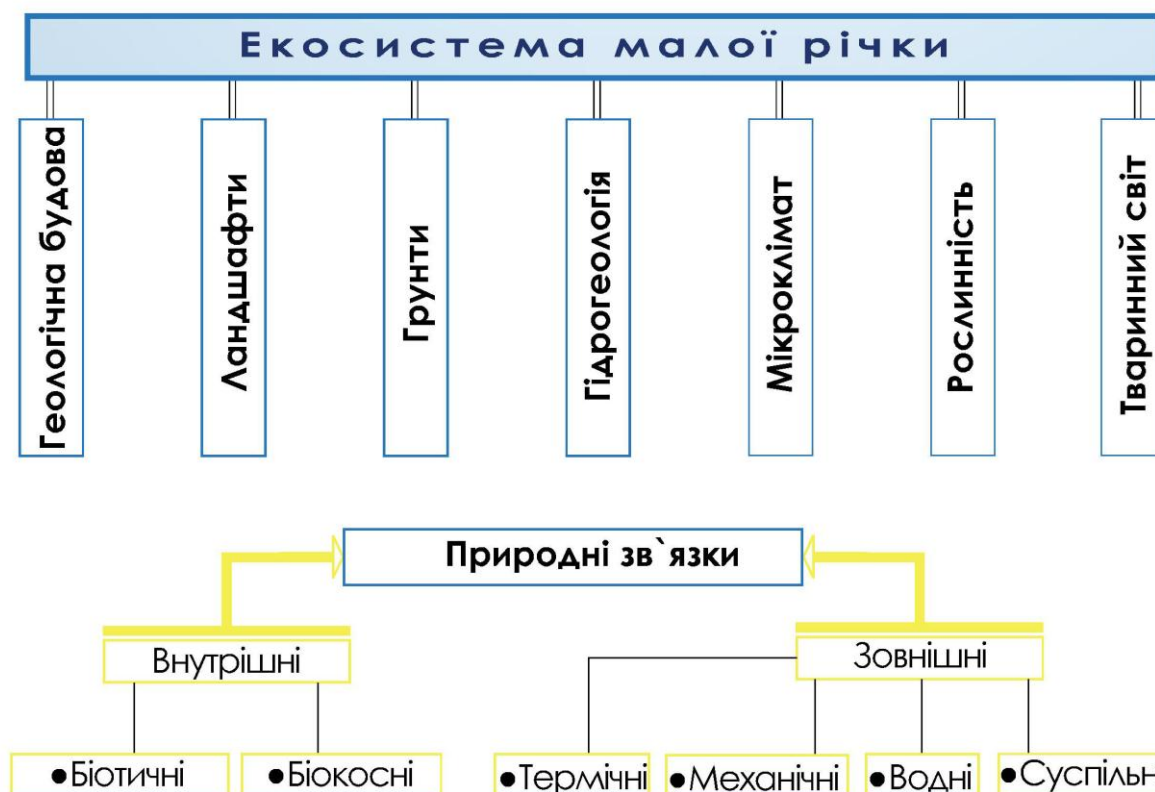 Екосистема малої річки
Геологічна будова
Ландшафти
Грунти
Гідрогеологія
Мікроклімат
Рослинність
Тваринний світ
Природні зв`язки
Внутрішні
Зовнішні
●Біотичні
●Біокосні
●Термічні
●Механічні
●Водні
●Суспільн